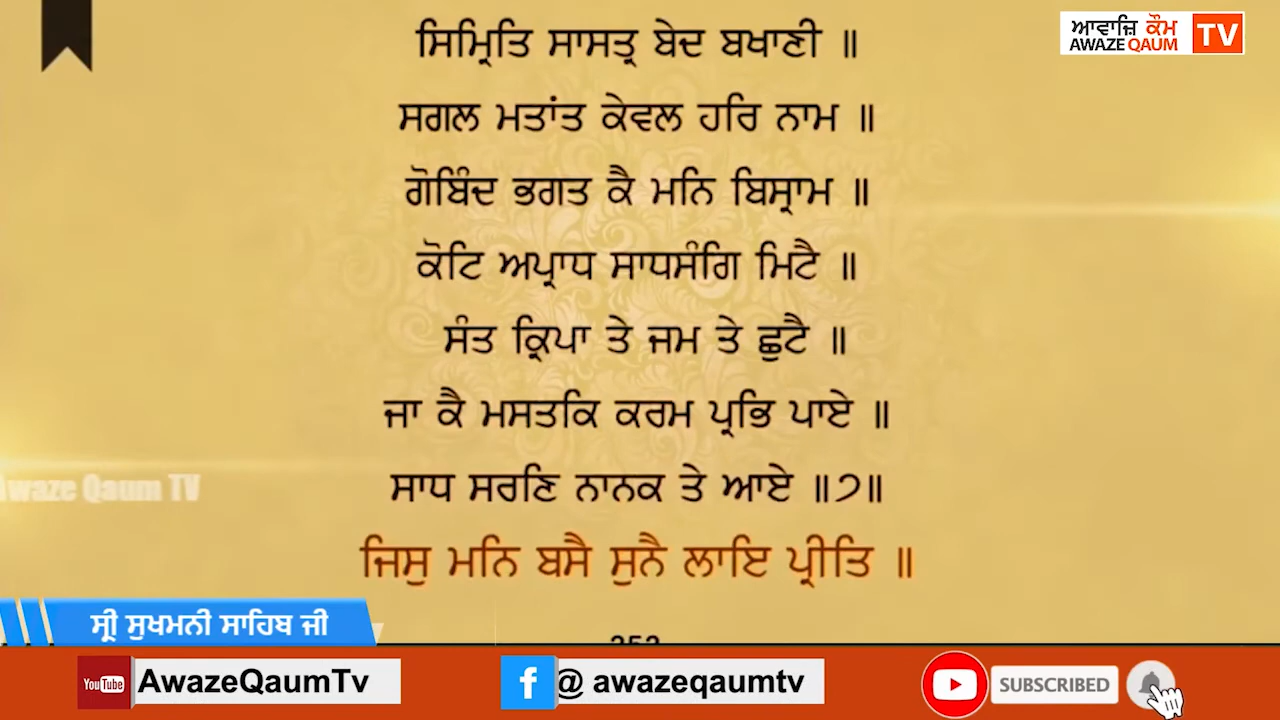 ਸਿਮ੍ਰਿਤਿ ਸਾਸਤ੍ਰ ਬੇਦ ਬਖਾਣੀ ॥
ਆਵਾਜ਼ਿ ਕੌਮ
AWAZE QAUM TV
ਸਗਲ ਮਤਾਂਤ ਕੇਵਲ ਹਰਿ ਨਾਮ ॥
ਗੋਬਿੰਦ ਭਗਤ ਕੈ ਮਨਿ ਬਿਸ੍ਰਾਮ ॥
ਕੋਟਿ ਅਪ੍ਰਾਧ ਸਾਧਸੰਗਿ ਮਿਟੈ ॥
ਸੰਤ ਕ੍ਰਿਪਾ ਤੇ ਜਮ ਤੇ ਛੁਟੈ ॥
ਜਾ ਕੈ ਮਸਤਕਿ ਕਰਮ ਪ੍ਰਭਿ ਪਾਏ ॥
ਸਾਧ ਸਰਣਿ ਨਾਨਕ ਤੇ ਆਏ ॥੭॥
Awaze Qaum TV
ਜਿਸੁ ਮਨਿ ਬਸੈ ਸੁਨੈ ਲਾਇ ਪ੍ਰੀਤਿ ॥
ਸ੍ਰੀ ਸੁਖਮਨੀ ਸਾਹਿਬ ਜੀ
YouTube AwazeQaumTv
f @ awazeqaumtv
SUBSCRIBED